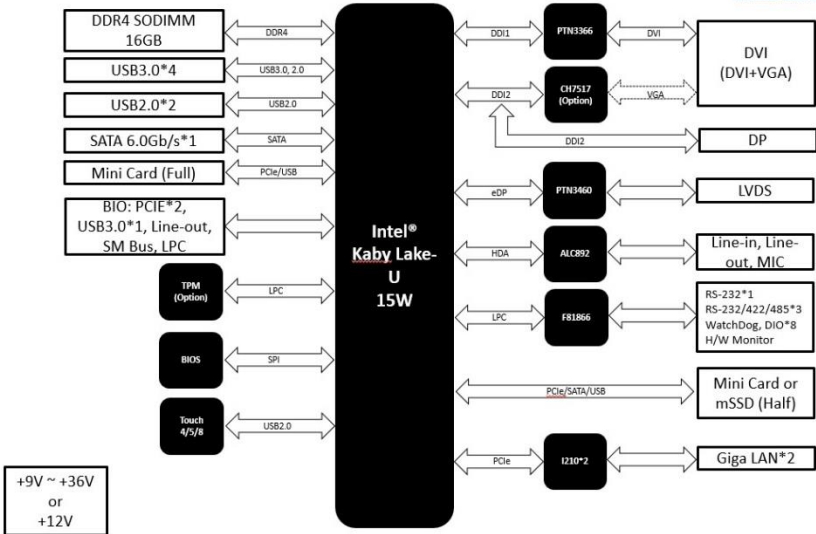 DDR4 SODIMM
16GB
DDR4
USB3.0*4
USB3.0, 2.0
USB2.0*2
USB2.0
SATA 6.0Gb/s*1
SATA
Mini Card (Full)
PCIe/USB
BIO: PCIE*2,
USB3.0*1, Line-out,
SM Bus, LPC
TPM
(Option)
LPC
BIOS
SPI
Touch
4/5/8
USB2.0
+9V ~ +36V
or
+12V
Intel®
Kaby Lake-
U
15W
DDI1
PTN3366
DVI
DVI
(DVI+VGA)
DDI2
CH7517
(Option)
VGA
DDI2
DP
eDP
PTN3460
LVDS
HDA
ALC892
Line-in, Line-
out, MIC
LPC
F81866
RS-232*1
RS-232/422/485*3
WatchDog, DIO*8
H/W Monitor
PCIe/SATA/USB
Mini Card or
mSSD (Half)
PCIe
I210*2
Giga LAN*2